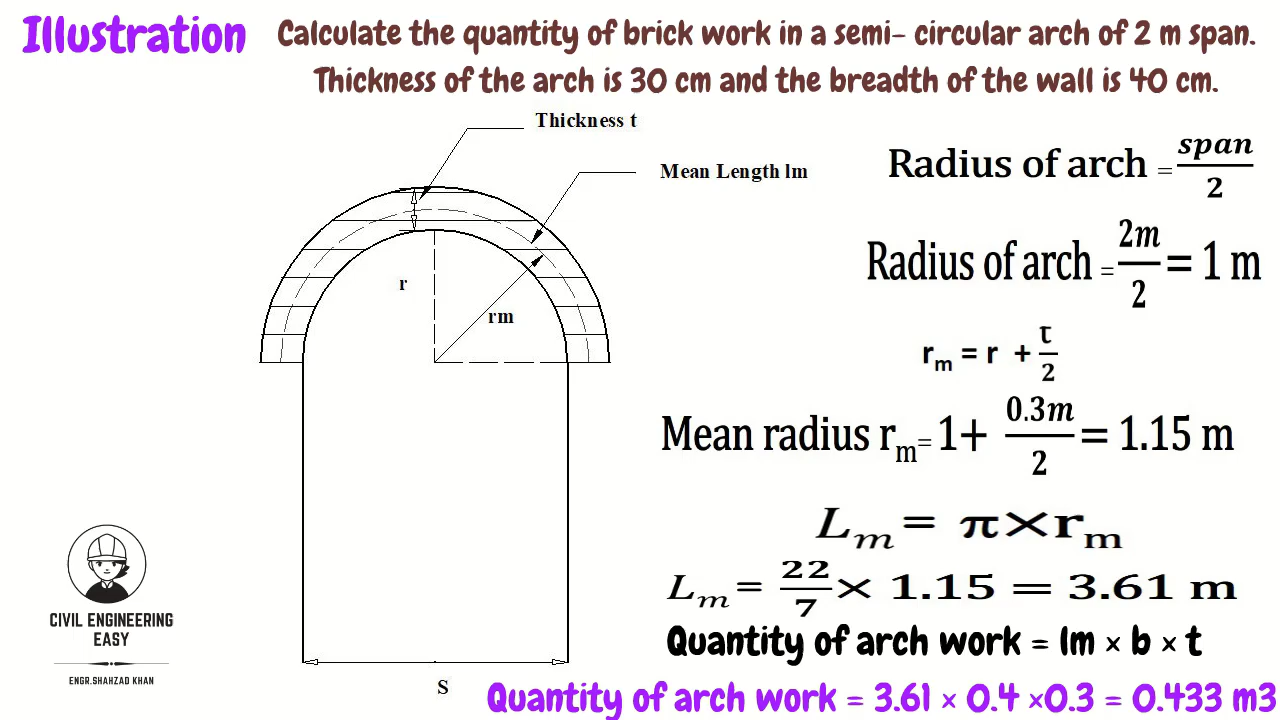 Illustration
Calculate the quantity of brick work in a semi- circular arch of 2 m span.
Thickness of the arch is 30 cm and the breadth of the wall is 40 cm.
Thickness t
Mean Length lm
r
rm
S
Radius of arch = span/2
Radius of arch = 2m/2 = 1 m
rₘ = r + t/2
Mean radius rₘ= 1+ 0.3m/2 = 1.15 m
Lₘ = π×rₘ
Lₘ = 22/7 × 1.15 = 3.61 m
Quantity of arch work = lm × b × t
Quantity of arch work = 3.61 × 0.4 ×0.3 = 0.433 m3
CIVIL ENGINEERING
EASY
ENGR.SHAHZAD KHAN